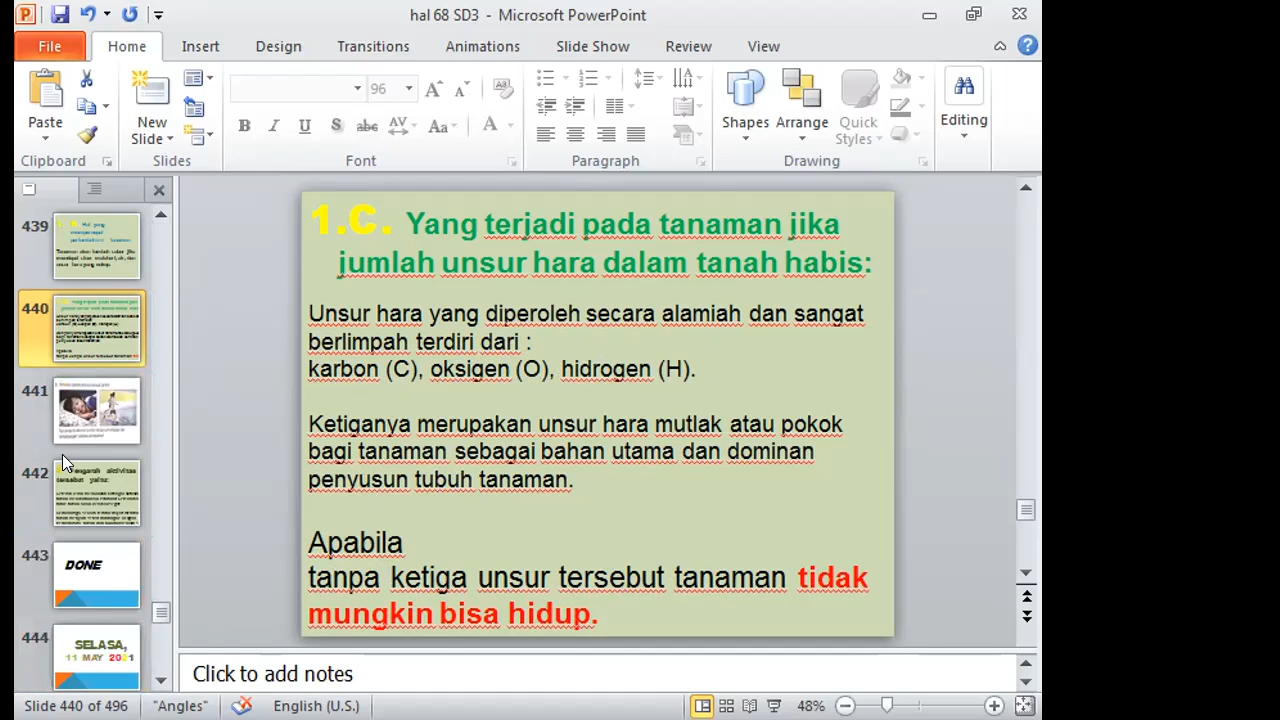 hal 68 SD3 - Microsoft PowerPoint
File Home Insert Design Transitions Animations Slide Show Review View
96
Paste
New
Slide
B I U S abc AV Aa A
Shapes Arrange Quick
Styles
Editing
Clipboard Slides Font Paragraph Drawing
439
440
441
442
443
DONE
444
SELASA,
11 MAY 2021
1.C. Yang terjadi pada tanaman jika
jumlah unsur hara dalam tanah habis:
Unsur hara yang diperoleh secara alamiah dan sangat
berlimpah terdiri dari :
karbon (C), oksigen (O), hidrogen (H).
Ketiganya merupakan unsur hara mutlak atau pokok
bagi tanaman sebagai bahan utama dan dominan
penyusun tubuh tanaman.
Apabila
tanpa ketiga unsur tersebut tanaman tidak
mungkin bisa hidup.
Click to add notes
Slide 440 of 496 "Angles" English (U.S.) 48%